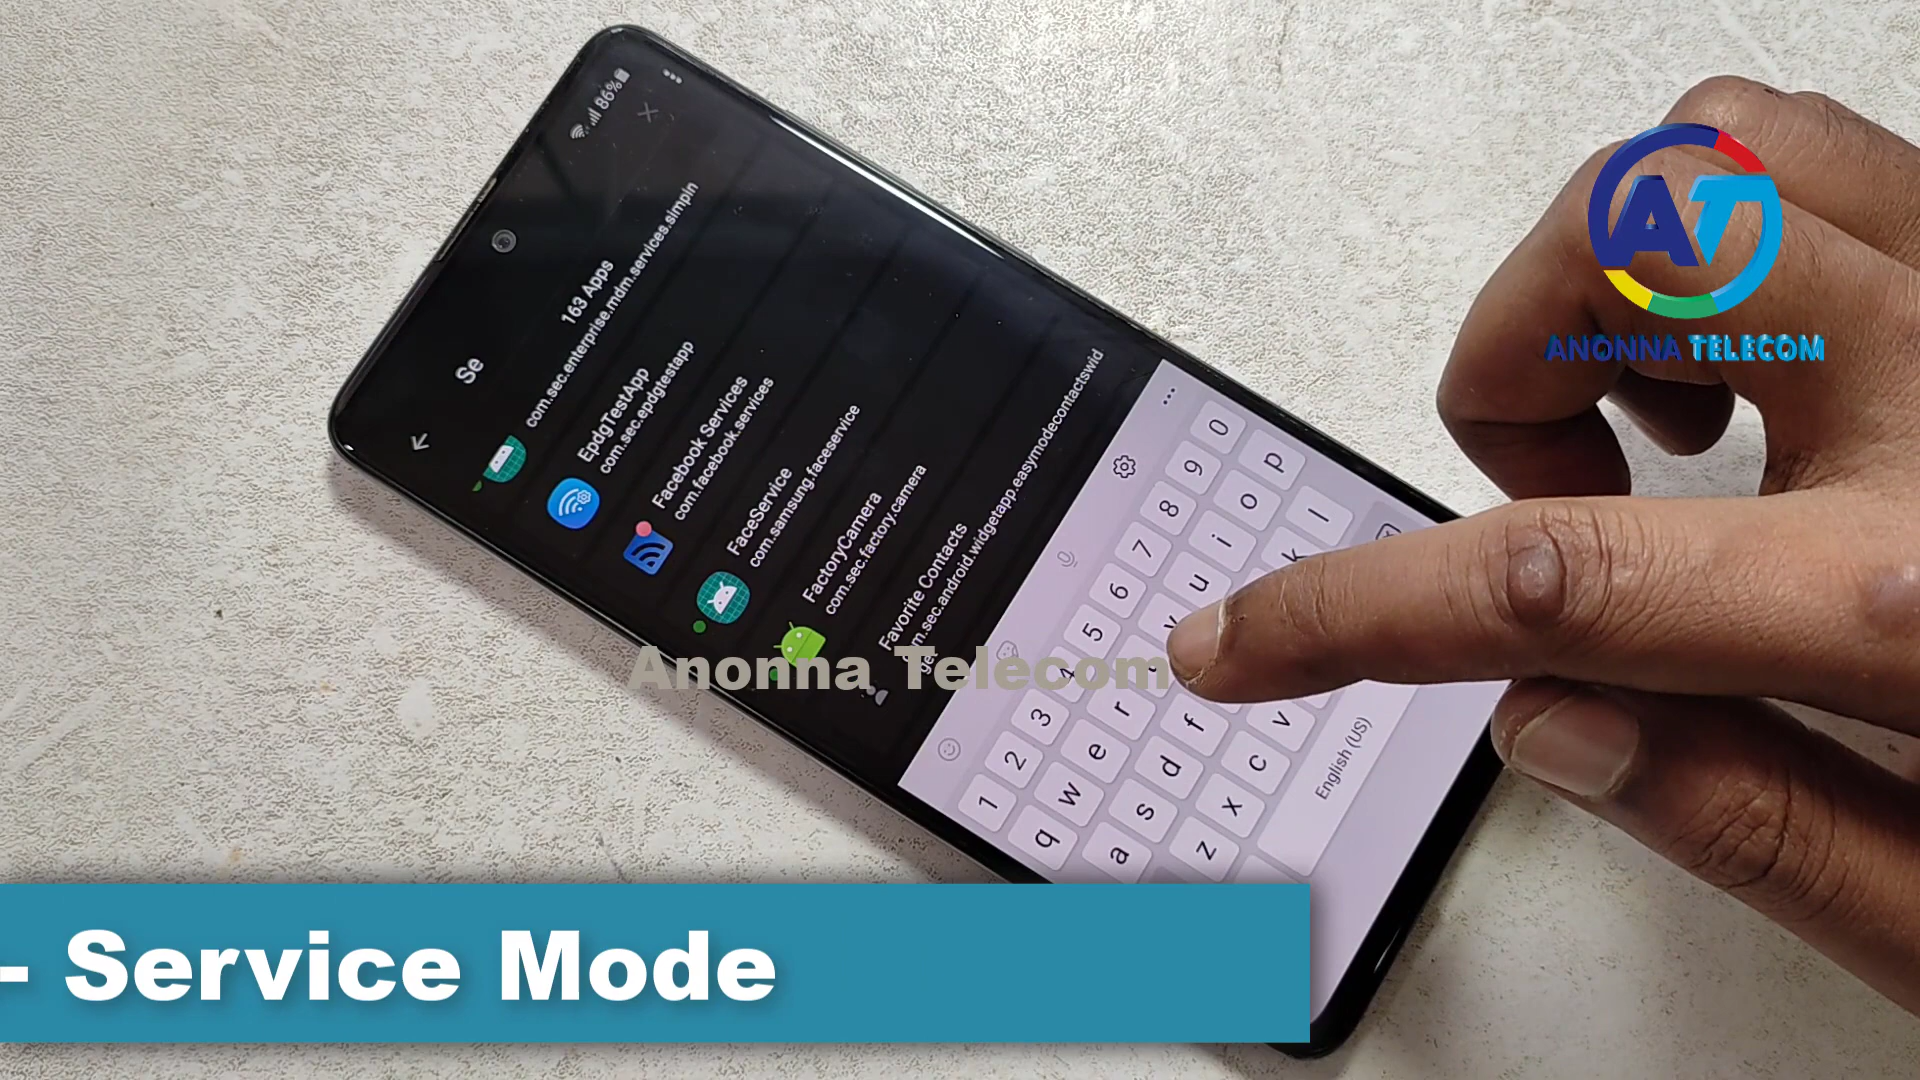 86%
Se
163 Apps
com.sec.enterprise.mdm.services.simpin
EpdgTestApp
com.sec.epdgtestapp
Facebook Services
com.facebook.services
FaceService
com.samsung.faceservice
FactoryCamera
com.sec.factory.camera
Favorite Contacts
m.sec.android.widgetapp.easymodecontactswid
get
1 2 3 4 5 6 7 8 9 0
q w e r y u i o p
a s d f k l
z x c v
English (US)
AT
ANONNA TELECOM
Anonna Telecom
- Service Mode